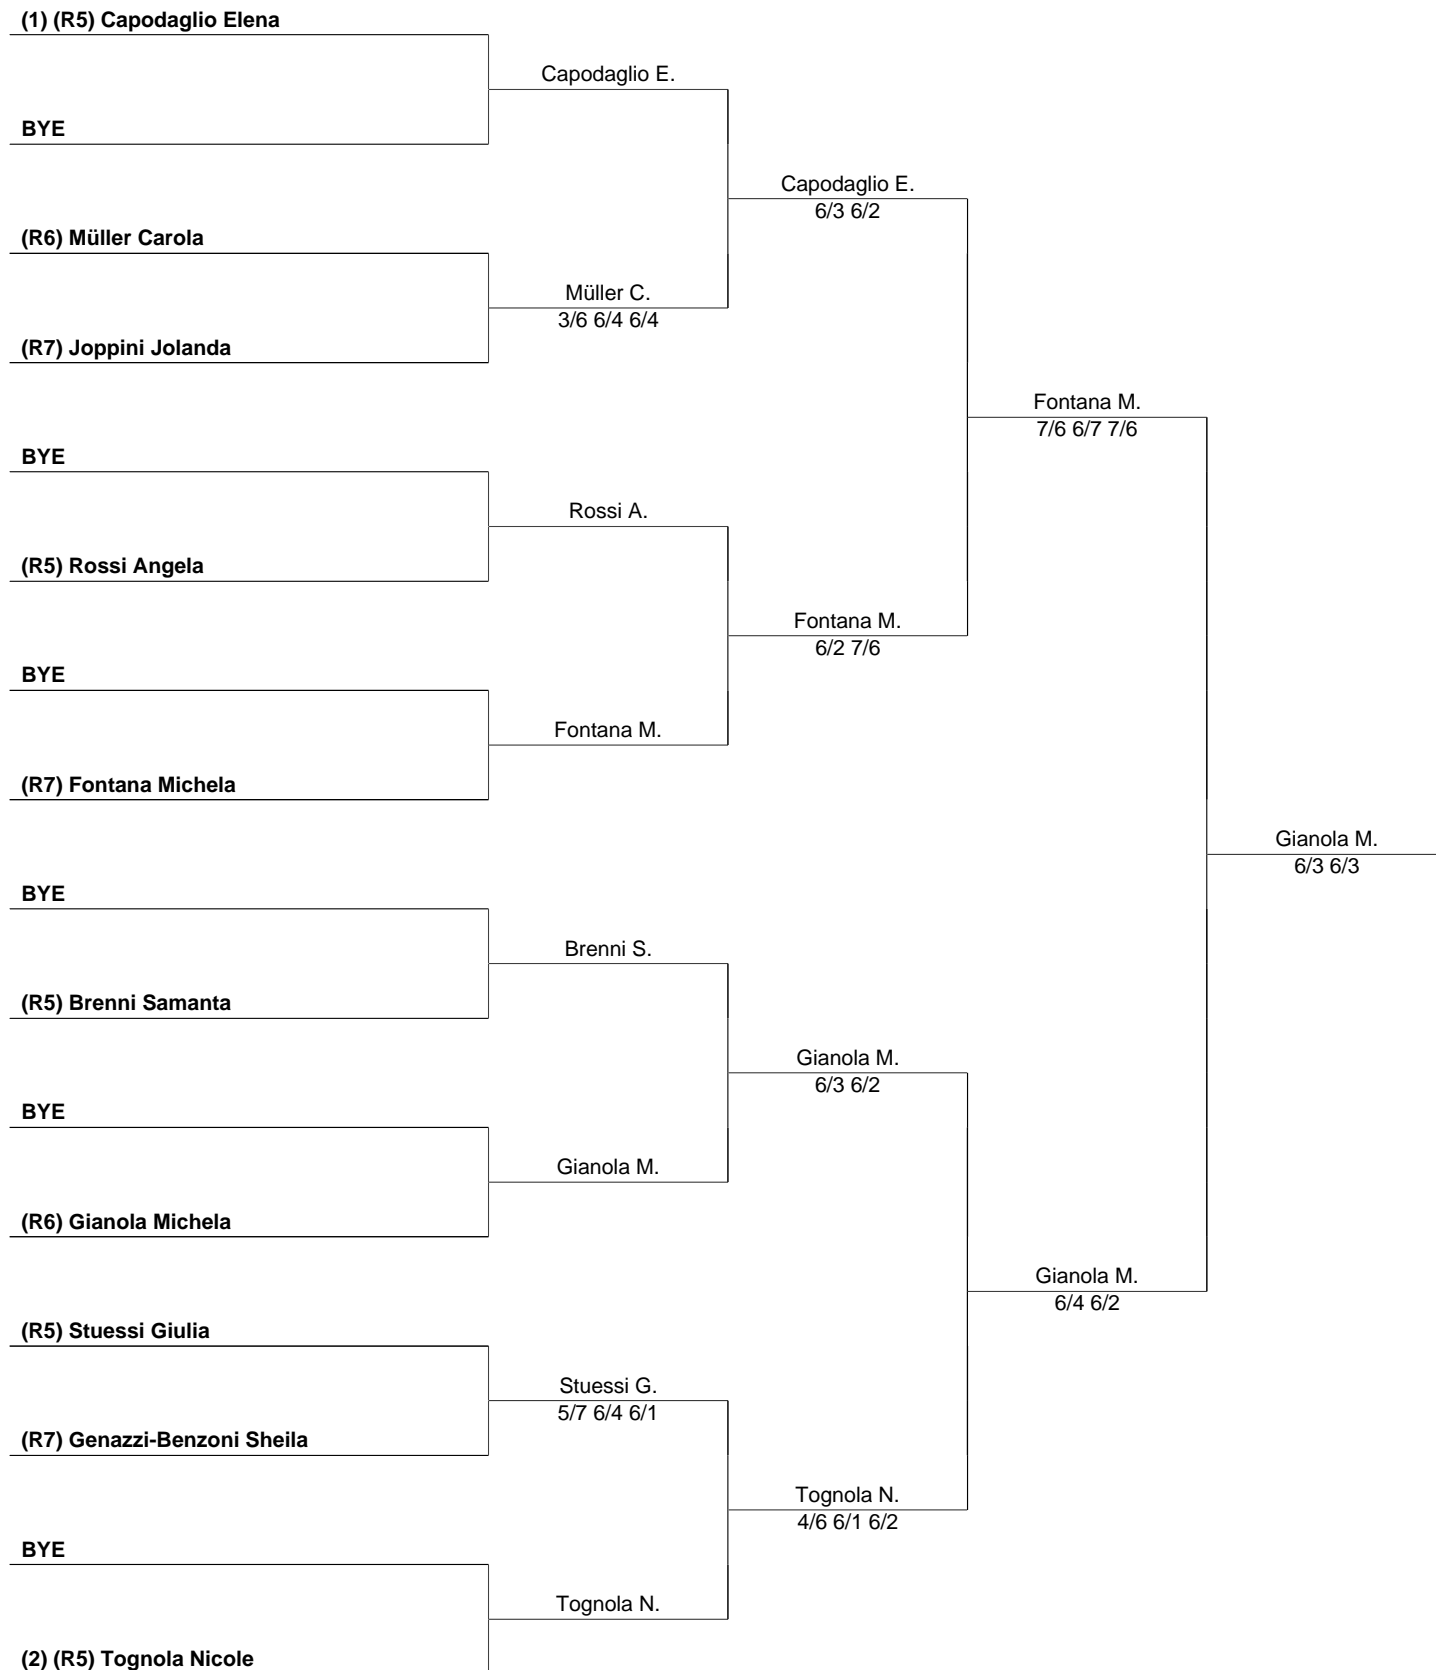 (1) (R5) Capodaglio Elena
Capodaglio E.
BYE
Capodaglio E.
6/3 6/2
(R6) Müller Carola
Müller C.
3/6 6/4 6/4
(R7) Joppini Jolanda
Fontana M.
7/6 6/7 7/6
BYE
Rossi A.
(R5) Rossi Angela
Fontana M.
6/2 7/6
BYE
Fontana M.
(R7) Fontana Michela
Gianola M.
6/3 6/3
BYE
Brenni S.
(R5) Brenni Samanta
Gianola M.
6/3 6/2
BYE
Gianola M.
(R6) Gianola Michela
Gianola M.
6/4 6/2
(R5) Stuessi Giulia
Stuessi G.
5/7 6/4 6/1
(R7) Genazzi-Benzoni Sheila
Tognola N.
4/6 6/1 6/2
BYE
Tognola N.
(2) (R5) Tognola Nicole